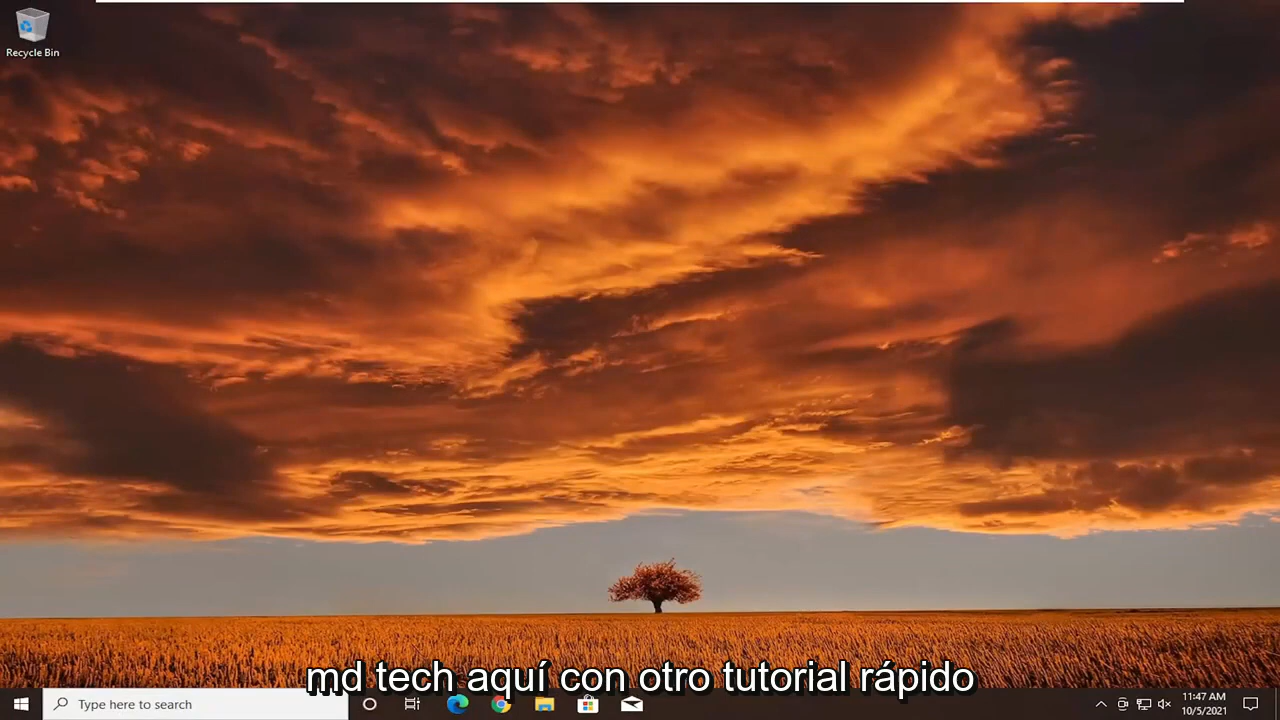 Recycle Bin
md tech aquí con otro tutorial rápido
Type here to search
11:47 AM
10/5/2021